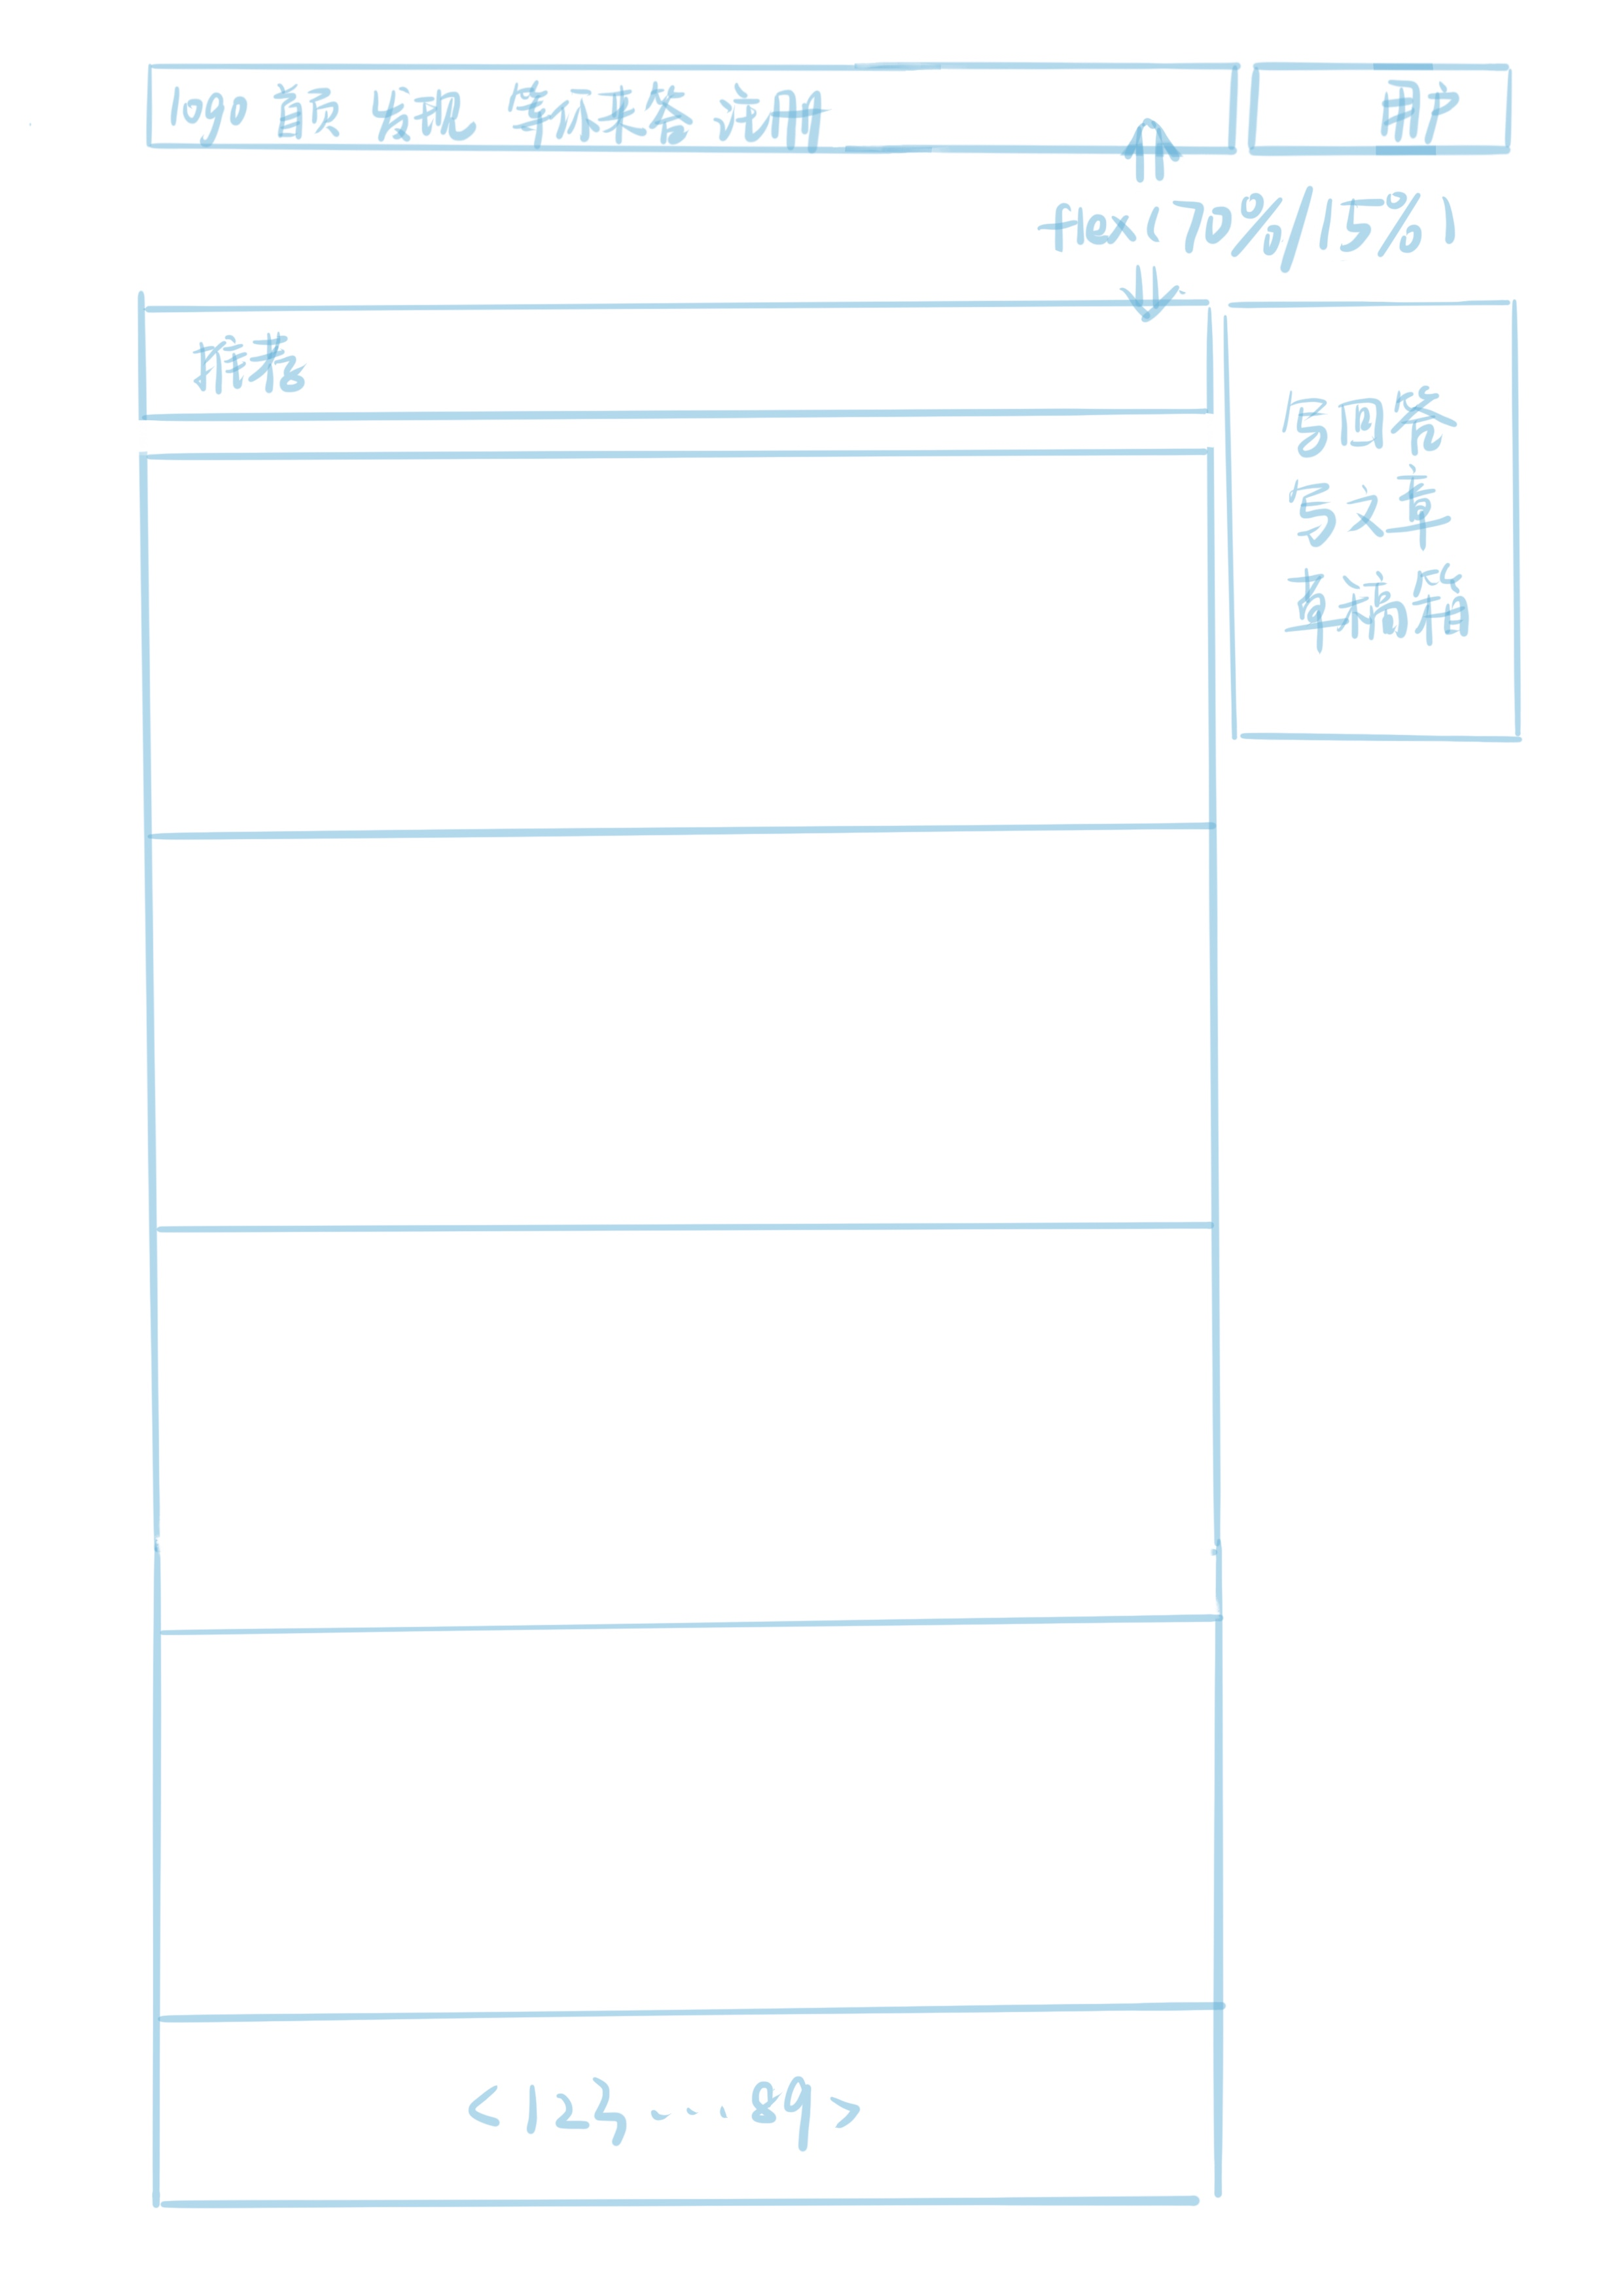 logo 首页 发现 等你来答 注册
用户
flex(70%/15%)
推荐
写回答
写文章
草稿箱
<123...89>